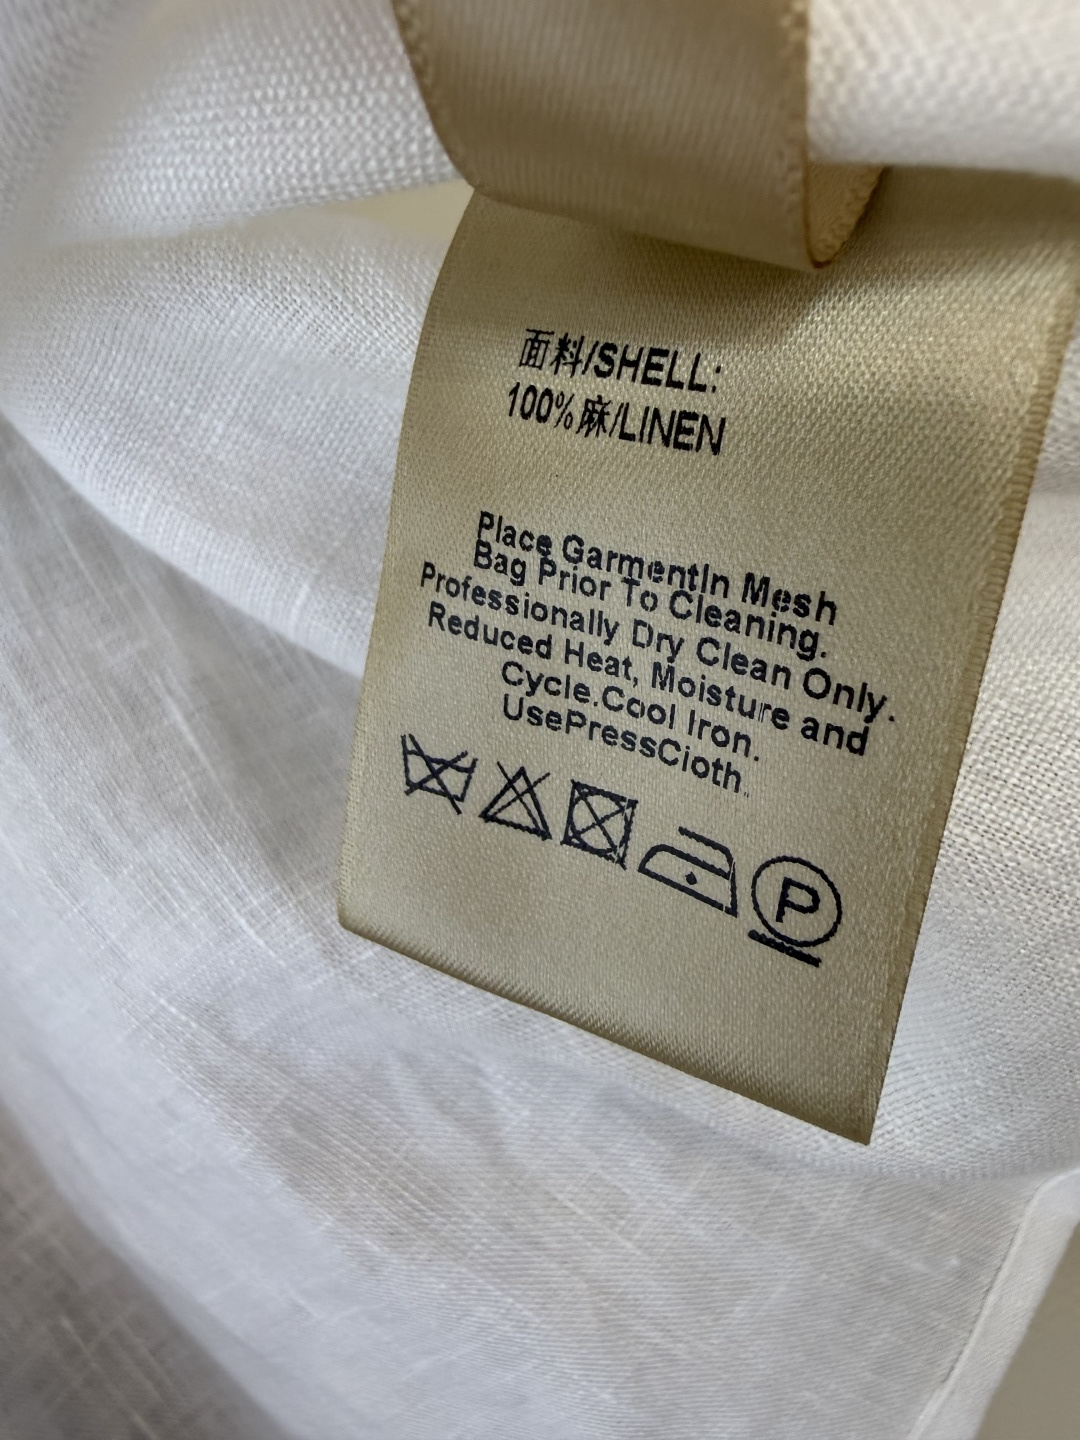 面料/SHELL:
100%麻/LINEN
Place GarmentIn Mesh
Bag Prior To Cleaning.
Professionally Dry Clean Only.
Reduced Heat, Moisture and
Cycle.Cool Iron.
UsePressCloth.
P